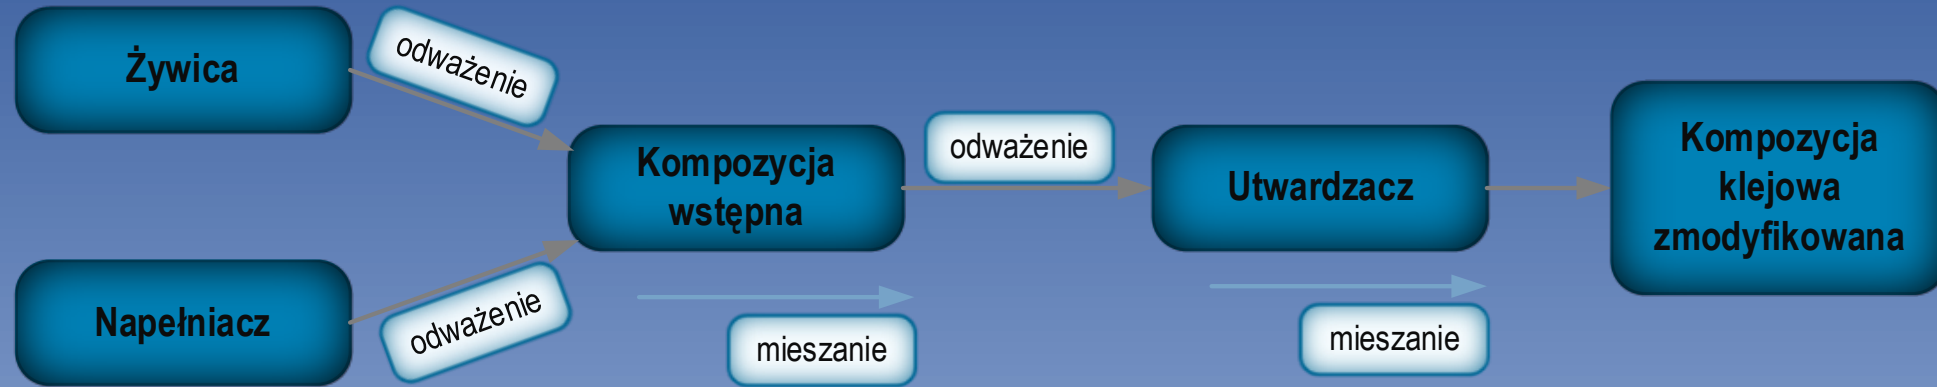 Żywica
odważenie
Kompozycja
wstępna
odważenie
Utwardzacz
Kompozycja
klejowa
zmodyfikowana
Napełniacz
odważenie
mieszanie
mieszanie